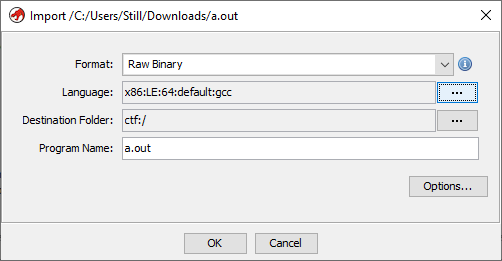 Import /C:/Users/Still/Downloads/a.out
Format: Raw Binary
Language: x86:LE:64:default:gcc ...
Destination Folder: ctf:/ ...
Program Name: a.out
Options...
OK Cancel